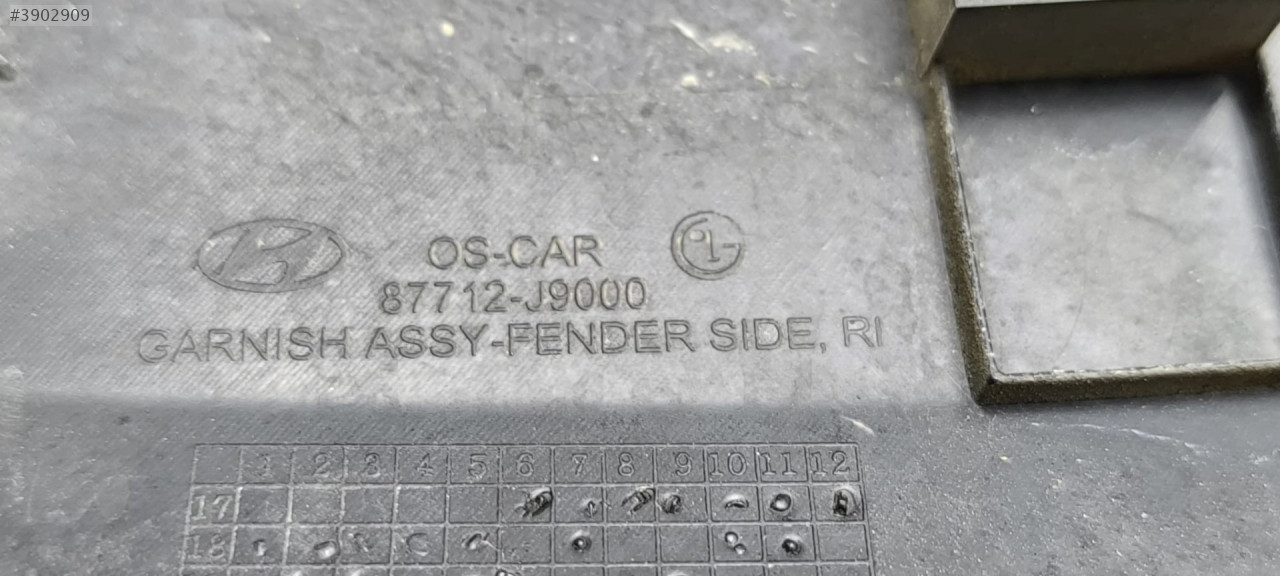 #3902909
OS-CAR
87712-J9000
GARNISH ASSY-FENDER SIDE, RI
1 2 3 4 5 6 7 8 9 10 11 12
17
18